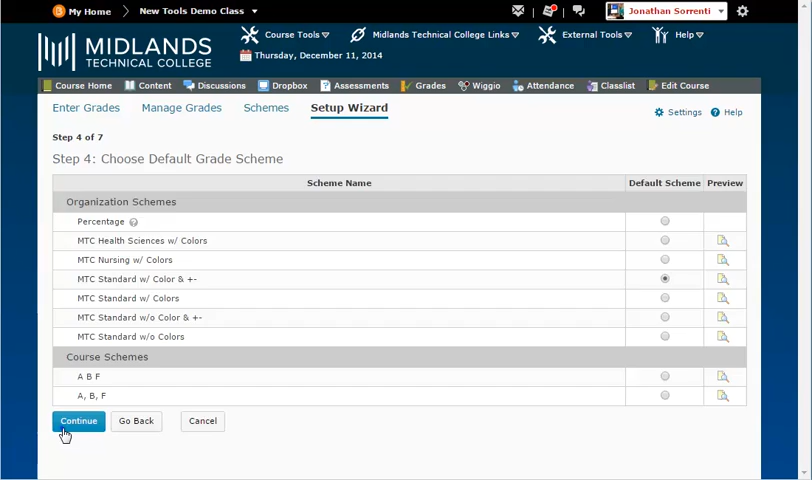 My Home
New Tools Demo Class
Jonathan Sorrenti
MIDLANDS
TECHNICAL COLLEGE
Course Tools
Midlands Technical College Links
External Tools
Help
Thursday, December 11, 2014
Course Home
Content
Discussions
Dropbox
Assessments
Grades
Wiggio
Attendance
Classlist
Edit Course
Enter Grades
Manage Grades
Schemes
Setup Wizard
Settings
Help
Step 4 of 7
Step 4: Choose Default Grade Scheme
Scheme Name
Default Scheme
Preview
Organization Schemes
Percentage
MTC Health Sciences w/ Colors
MTC Nursing w/ Colors
MTC Standard w/ Color & +-
MTC Standard w/ Colors
MTC Standard w/o Color & +-
MTC Standard w/o Colors
Course Schemes
A B F
A, B, F
Continue
Go Back
Cancel